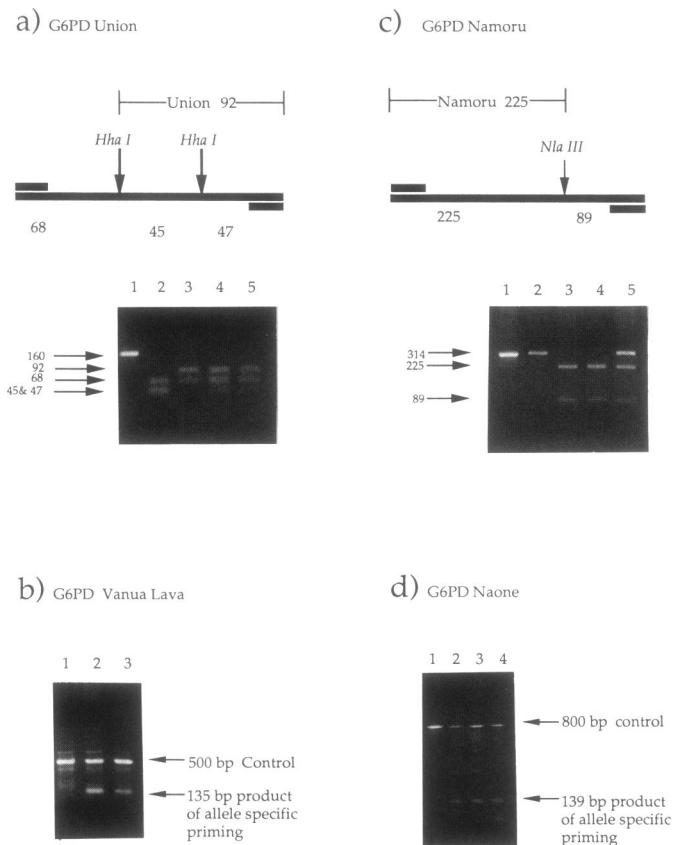 a) G6PD Union
Union 92
Hha I Hha I
68 45 47
1 2 3 4 5
160
92
68
45& 47
c) G6PD Namoru
Namoru 225
Nla III
225 89
1 2 3 4 5
314
225
89
b) G6PD Vanua Lava
1 2 3
500 bp Control
135 bp product
of allele specific
priming
d) G6PD Naone
1 2 3 4
800 bp control
139 bp product
of allele specific
priming